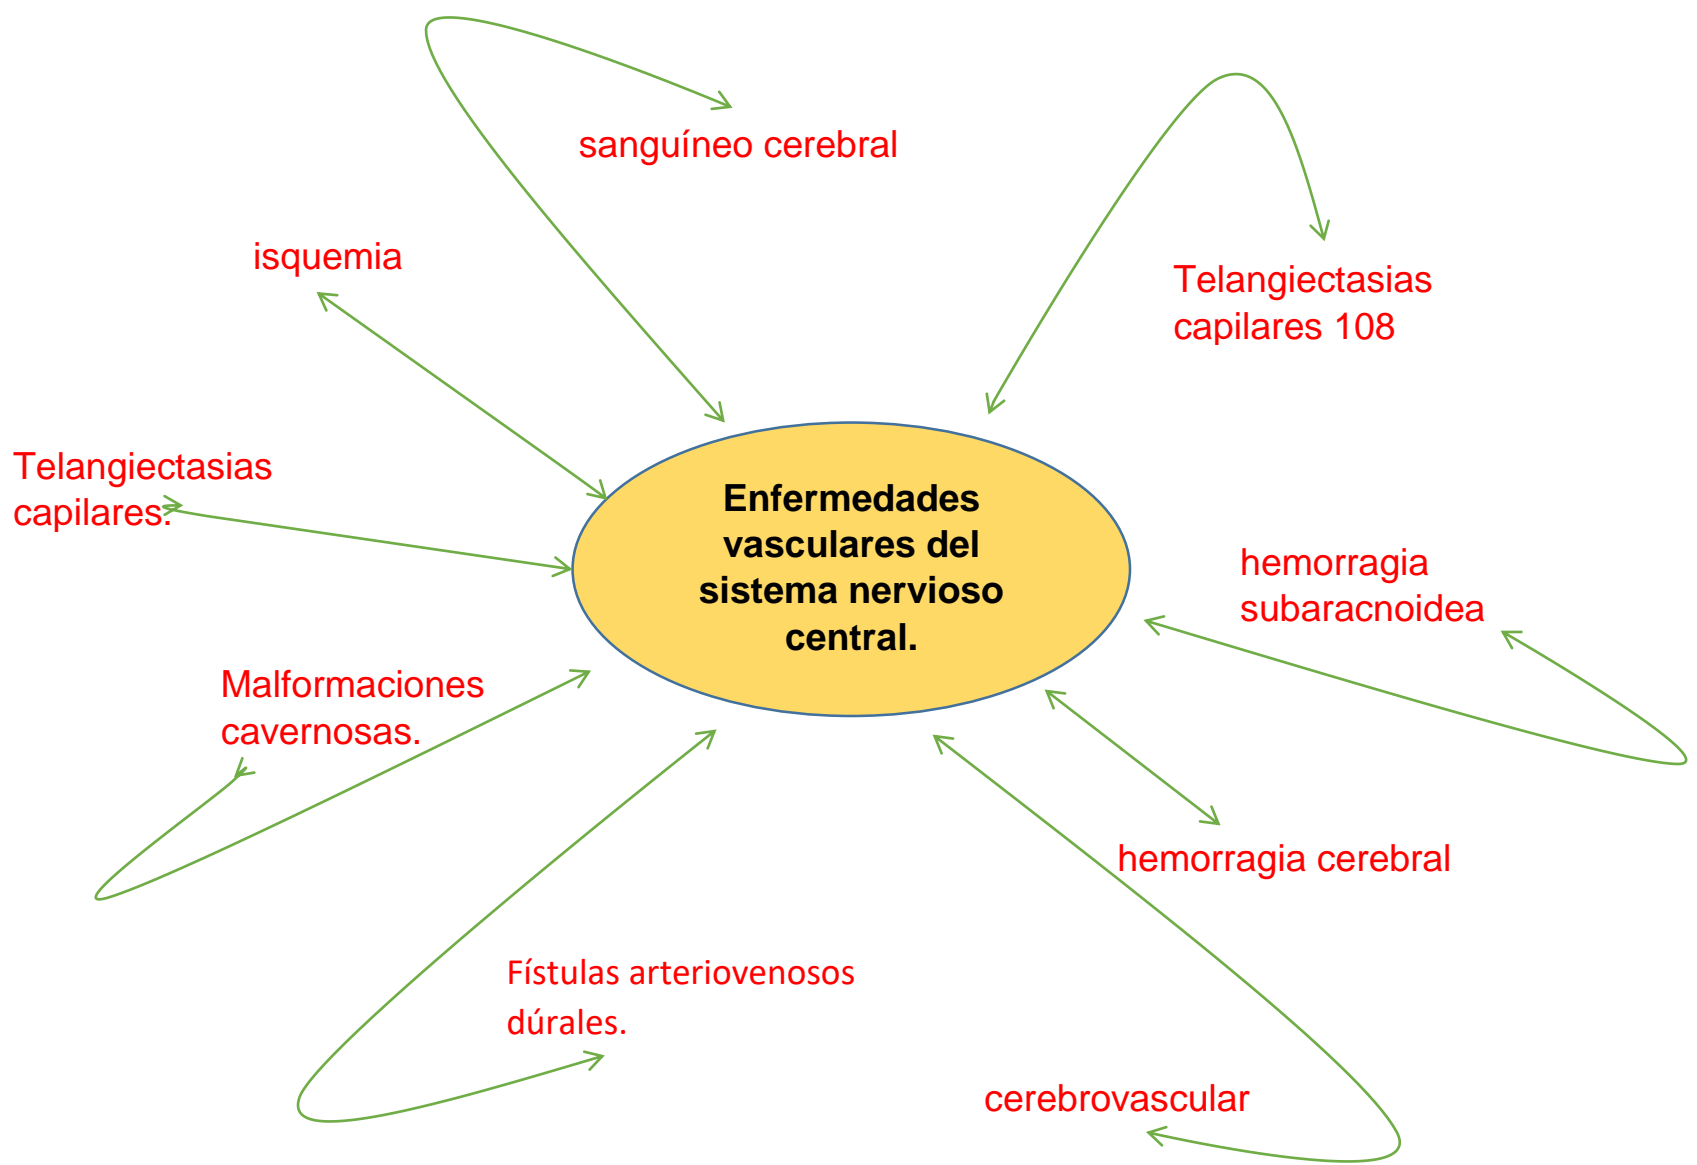 sanguíneo cerebral
isquemia
Telangiectasias
capilares 108
Telangiectasias
capilares.
Enfermedades
vasculares del
sistema nervioso
central.
hemorragia
subaracnoidea
Malformaciones
cavernosas.
hemorragia cerebral
Fístulas arteriovenosos
dúrales.
cerebrovascular